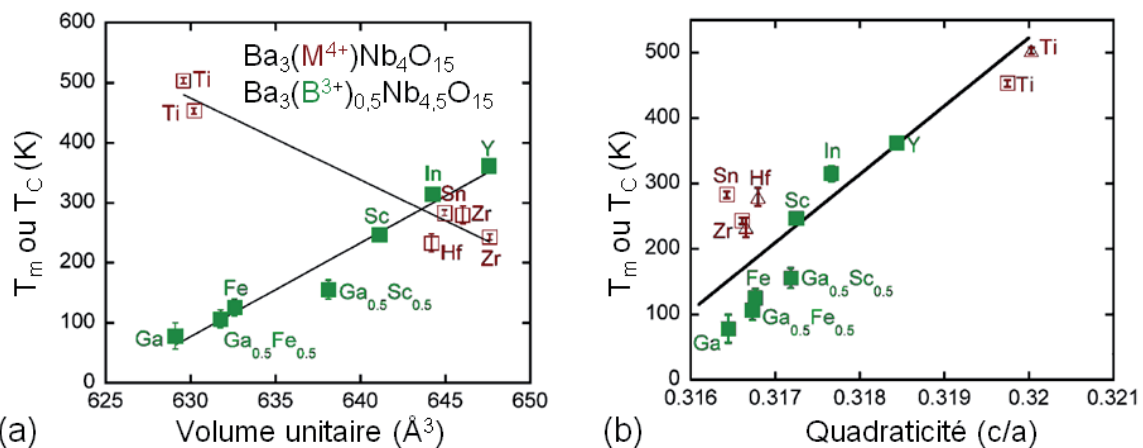 600
500
400
300
200
100
0
T_m ou T_C (K)
Ba₃(M⁴⁺)Nb₄O₁₅
Ba₃(B³⁺)₀,₅Nb₄,₅O₁₅
Ti
Ti
Y
In
Sn
Sc
Zr
Hf
Zr
Fe
Ga₀.₅Sc₀.₅
Ga
Ga₀.₅Fe₀.₅
625
630
635
640
645
650
(a)
Volume unitaire (Å³)
500
400
300
200
100
0
T_m ou T_C (K)
Ti
Ti
Y
In
Sn
Hf
Sc
Zr
Fe
Ga₀.₅Sc₀.₅
Ga₀.₅Fe₀.₅
Ga
0.316
0.317
0.318
0.319
0.32
0.321
(b)
Quadraticité (c/a)